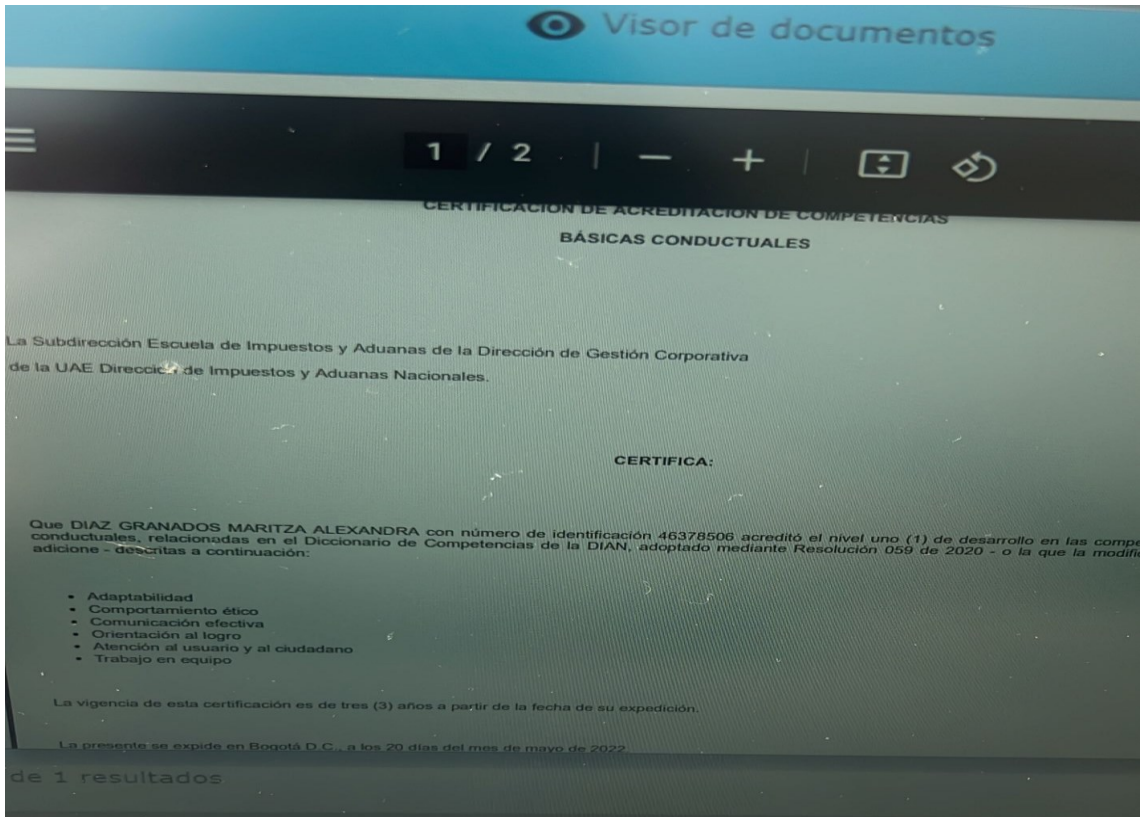 Visor de documentos
1 / 2
CERTIFICACIÓN DE ACREDITACIÓN DE COMPETENCIAS
BÁSICAS CONDUCTUALES
La Subdirección Escuela de Impuestos y Aduanas de la Dirección de Gestión Corporativa
de la UAE Dirección de Impuestos y Aduanas Nacionales.
CERTIFICA:
Que DIAZ GRANADOS MARITZA ALEXANDRA con número de identificación 46378506 acreditó el nivel uno (1) de desarrollo en las compe
conductuales, relacionadas en el Diccionario de Competencias de la DIAN, adoptado mediante Resolución 059 de 2020 - o la que la modifi
adicione - descritas a continuación:
• Adaptabilidad
• Comportamiento ético
• Comunicación efectiva
• Orientación al logro
• Atención al usuario y al ciudadano
• Trabajo en equipo
La vigencia de esta certificación es de tres (3) años a partir de la fecha de su expedición.
La presente se expide en Bogotá D.C., a los 20 días del mes de mayo de 2022
de 1 resultados